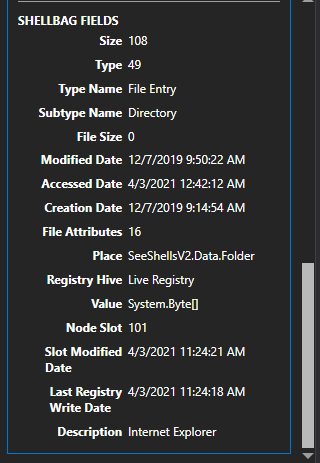 SHELLBAG FIELDS
Size 108
Type 49
Type Name File Entry
Subtype Name Directory
File Size 0
Modified Date 12/7/2019 9:50:22 AM
Accessed Date 4/3/2021 12:42:12 AM
Creation Date 12/7/2019 9:14:54 AM
File Attributes 16
Place SeeShellsV2.Data.Folder
Registry Hive Live Registry
Value System.Byte[]
Node Slot 101
Slot Modified 4/3/2021 11:24:21 AM
Date
Last Registry 4/3/2021 11:24:18 AM
Write Date
Description Internet Explorer